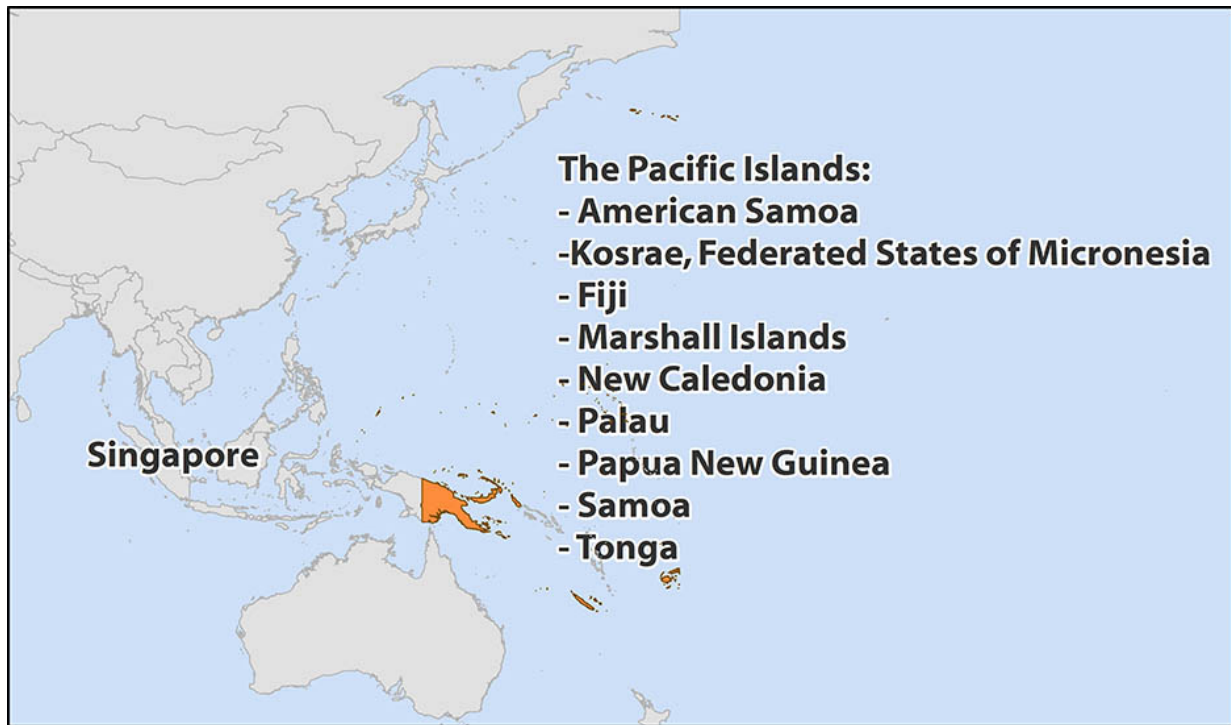 The Pacific Islands:
- American Samoa
-Kosrae, Federated States of Micronesia
- Fiji
- Marshall Islands
- New Caledonia
- Palau
- Papua New Guinea
- Samoa
- Tonga
Singapore